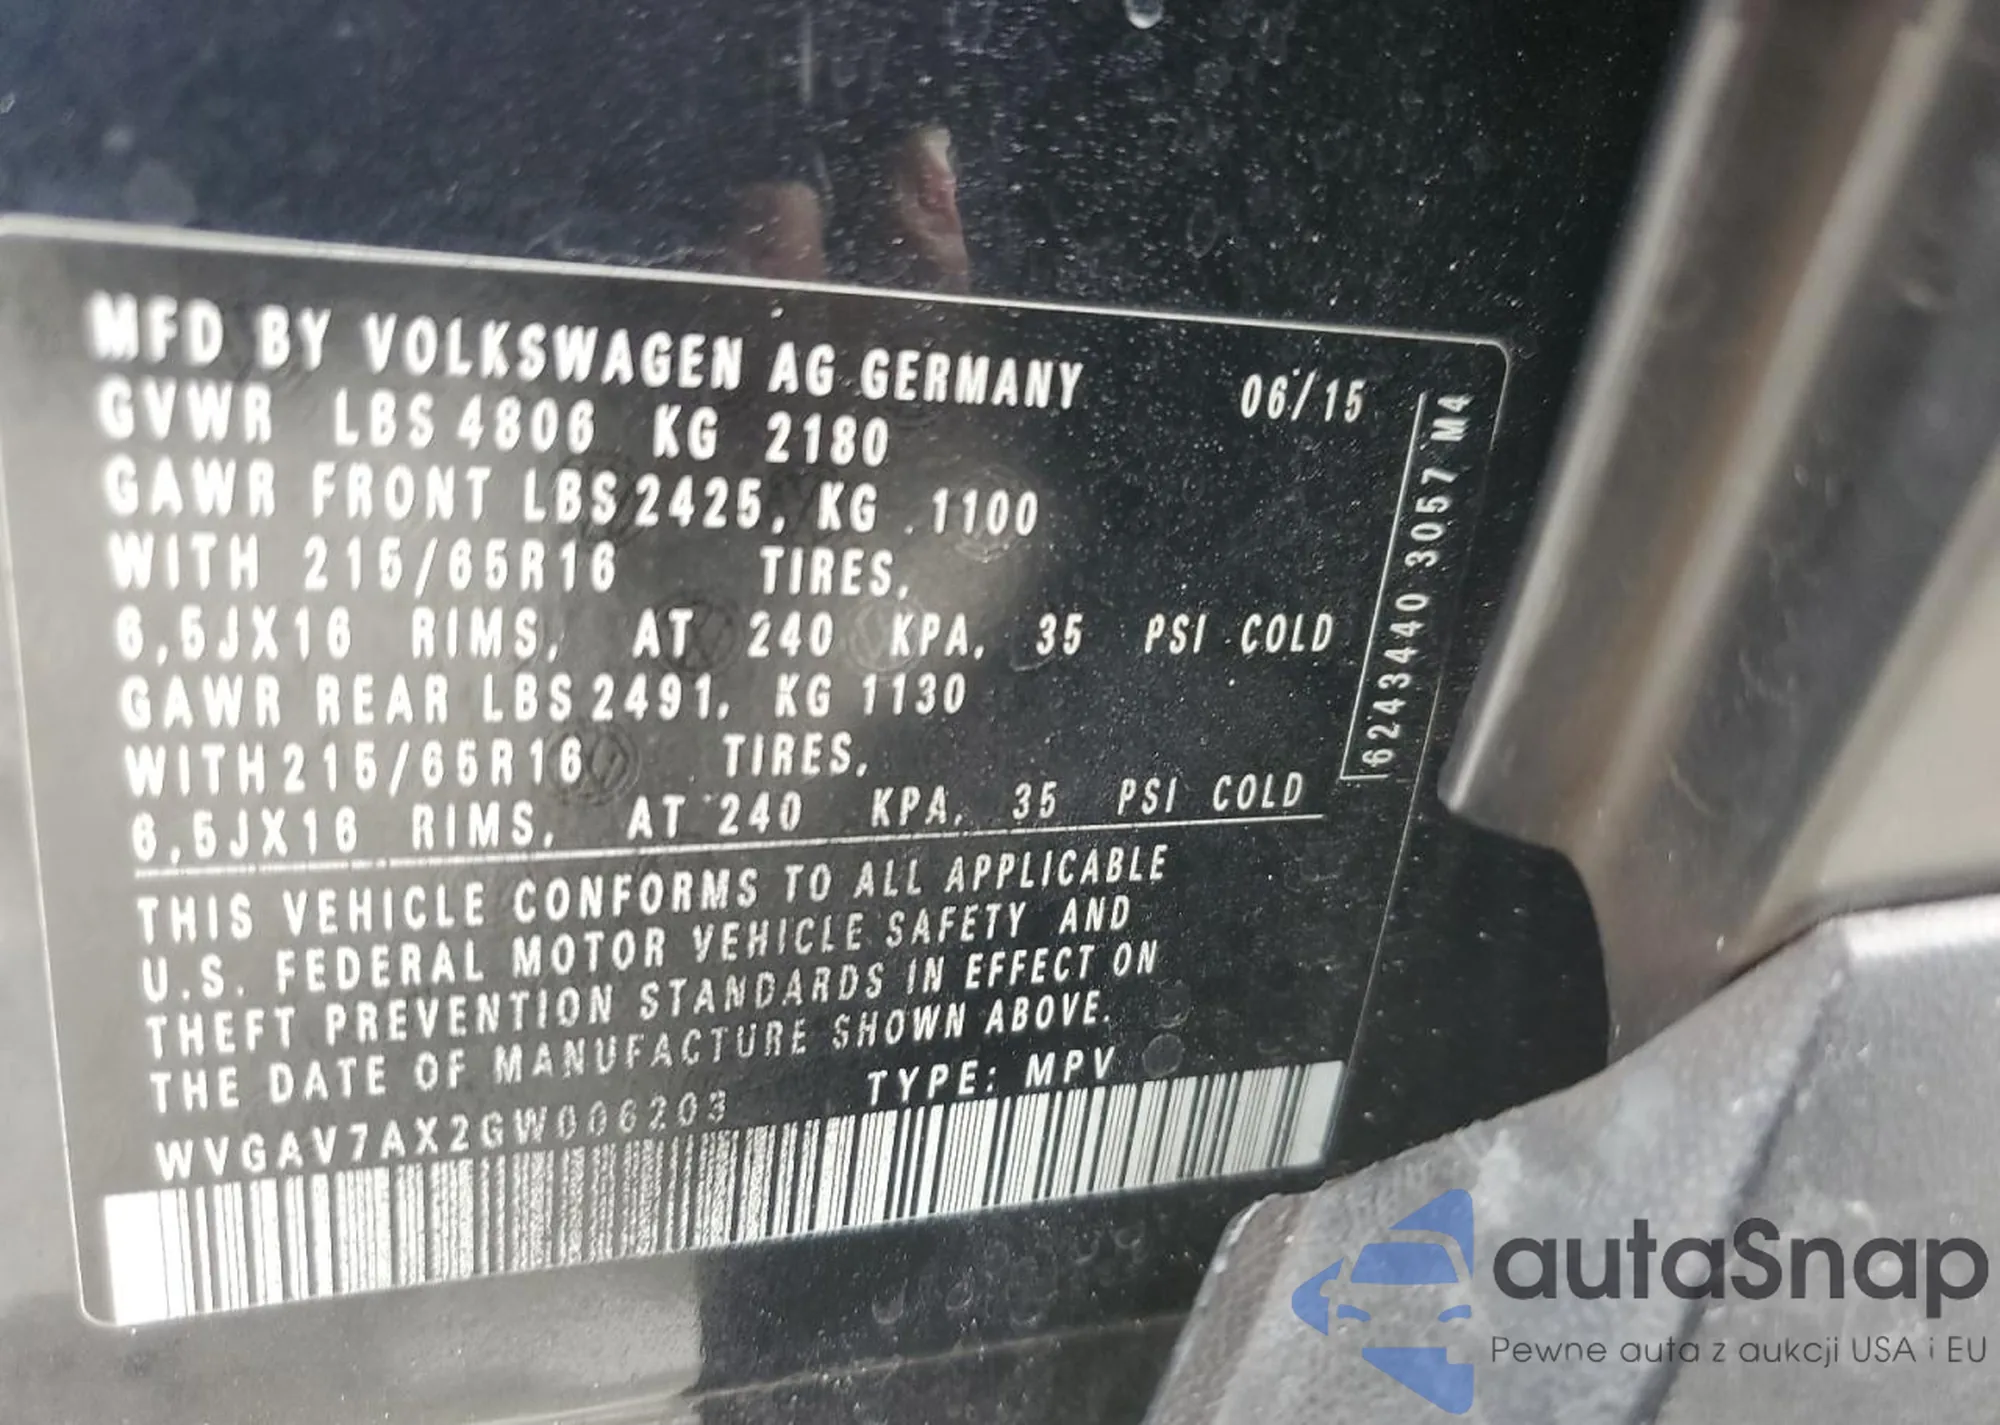 MFD BY VOLKSWAGEN AG GERMANY 06/15
GVWR LBS 4806 KG 2180
GAWR FRONT LBS 2425, KG 1100
WITH 215/65R16 TIRES,
6,5JX16 RIMS, AT 240 KPA, 35 PSI COLD
GAWR REAR LBS 2491, KG 1130
WITH 215/65R16 TIRES,
6,5JX16 RIMS, AT 240 KPA, 35 PSI COLD
THIS VEHICLE CONFORMS TO ALL APPLICABLE
U.S. FEDERAL MOTOR VEHICLE SAFETY AND
THEFT PREVENTION STANDARDS IN EFFECT ON
THE DATE OF MANUFACTURE SHOWN ABOVE.
WVGAV7AX2GW006203 TYPE: MPV
6243440 3057 M4
autaSnap
Pewne auta z aukcji USA i EU